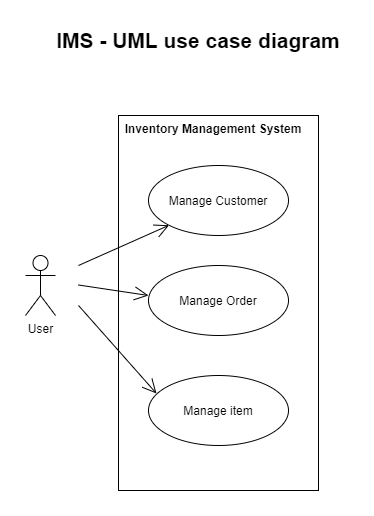 IMS - UML use case diagram
Inventory Management System
Manage Customer
Manage Order
User
Manage item